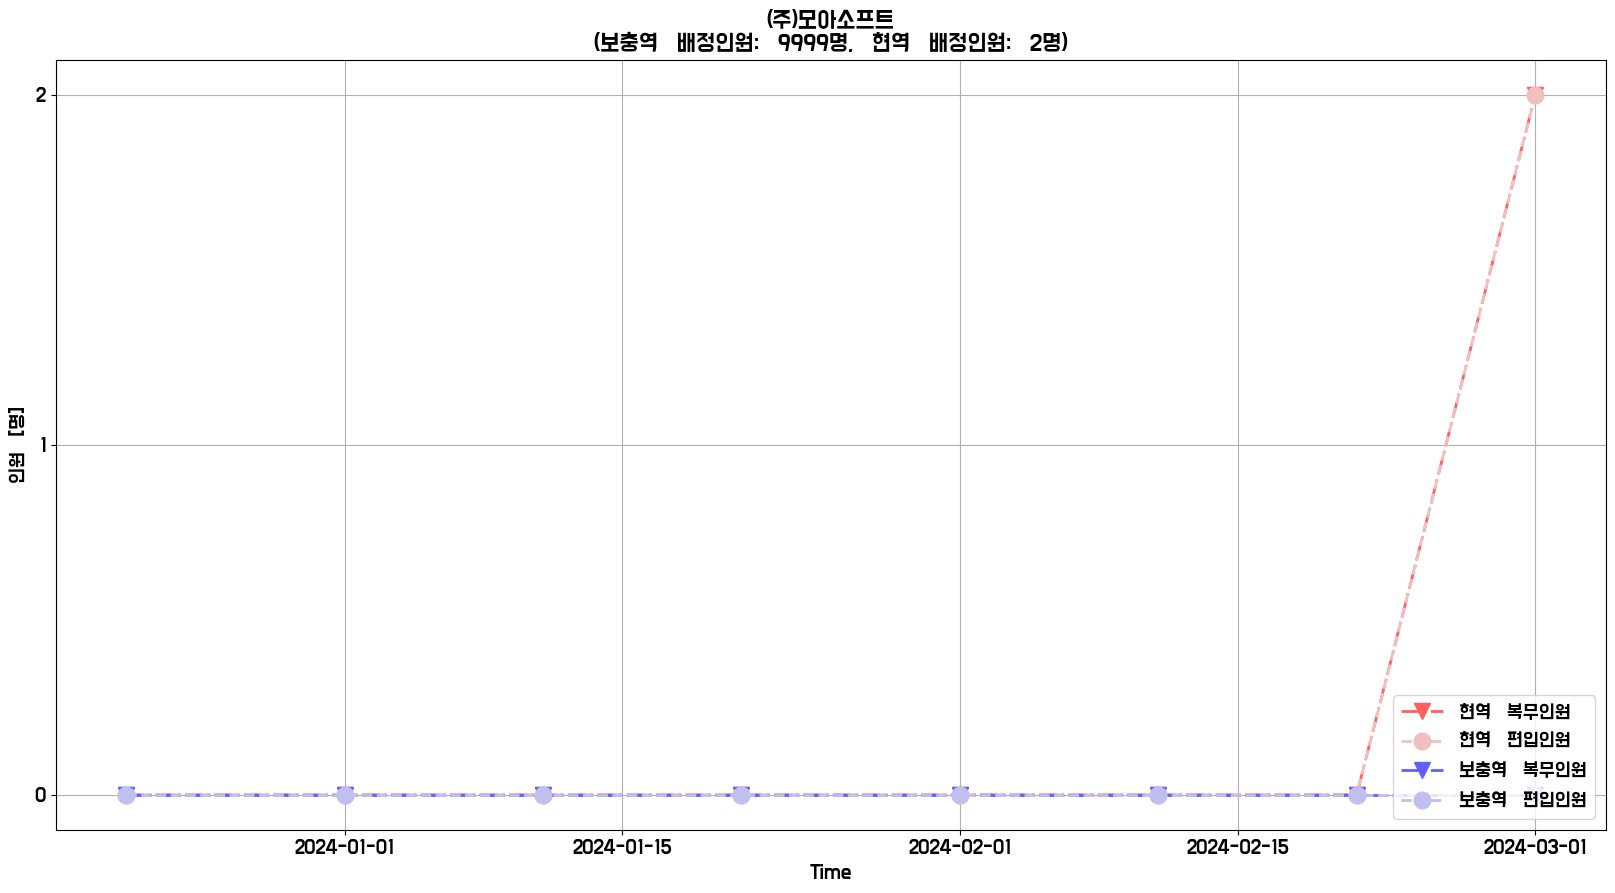 (주)모아소프트
(보충역 배정인원: 9999명, 현역 배정인원: 2명)
인원 [명]
2
1
0
2024-01-01
2024-01-15
2024-02-01
2024-02-15
2024-03-01
Time
현역 복무인원
현역 편입인원
보충역 복무인원
보충역 편입인원